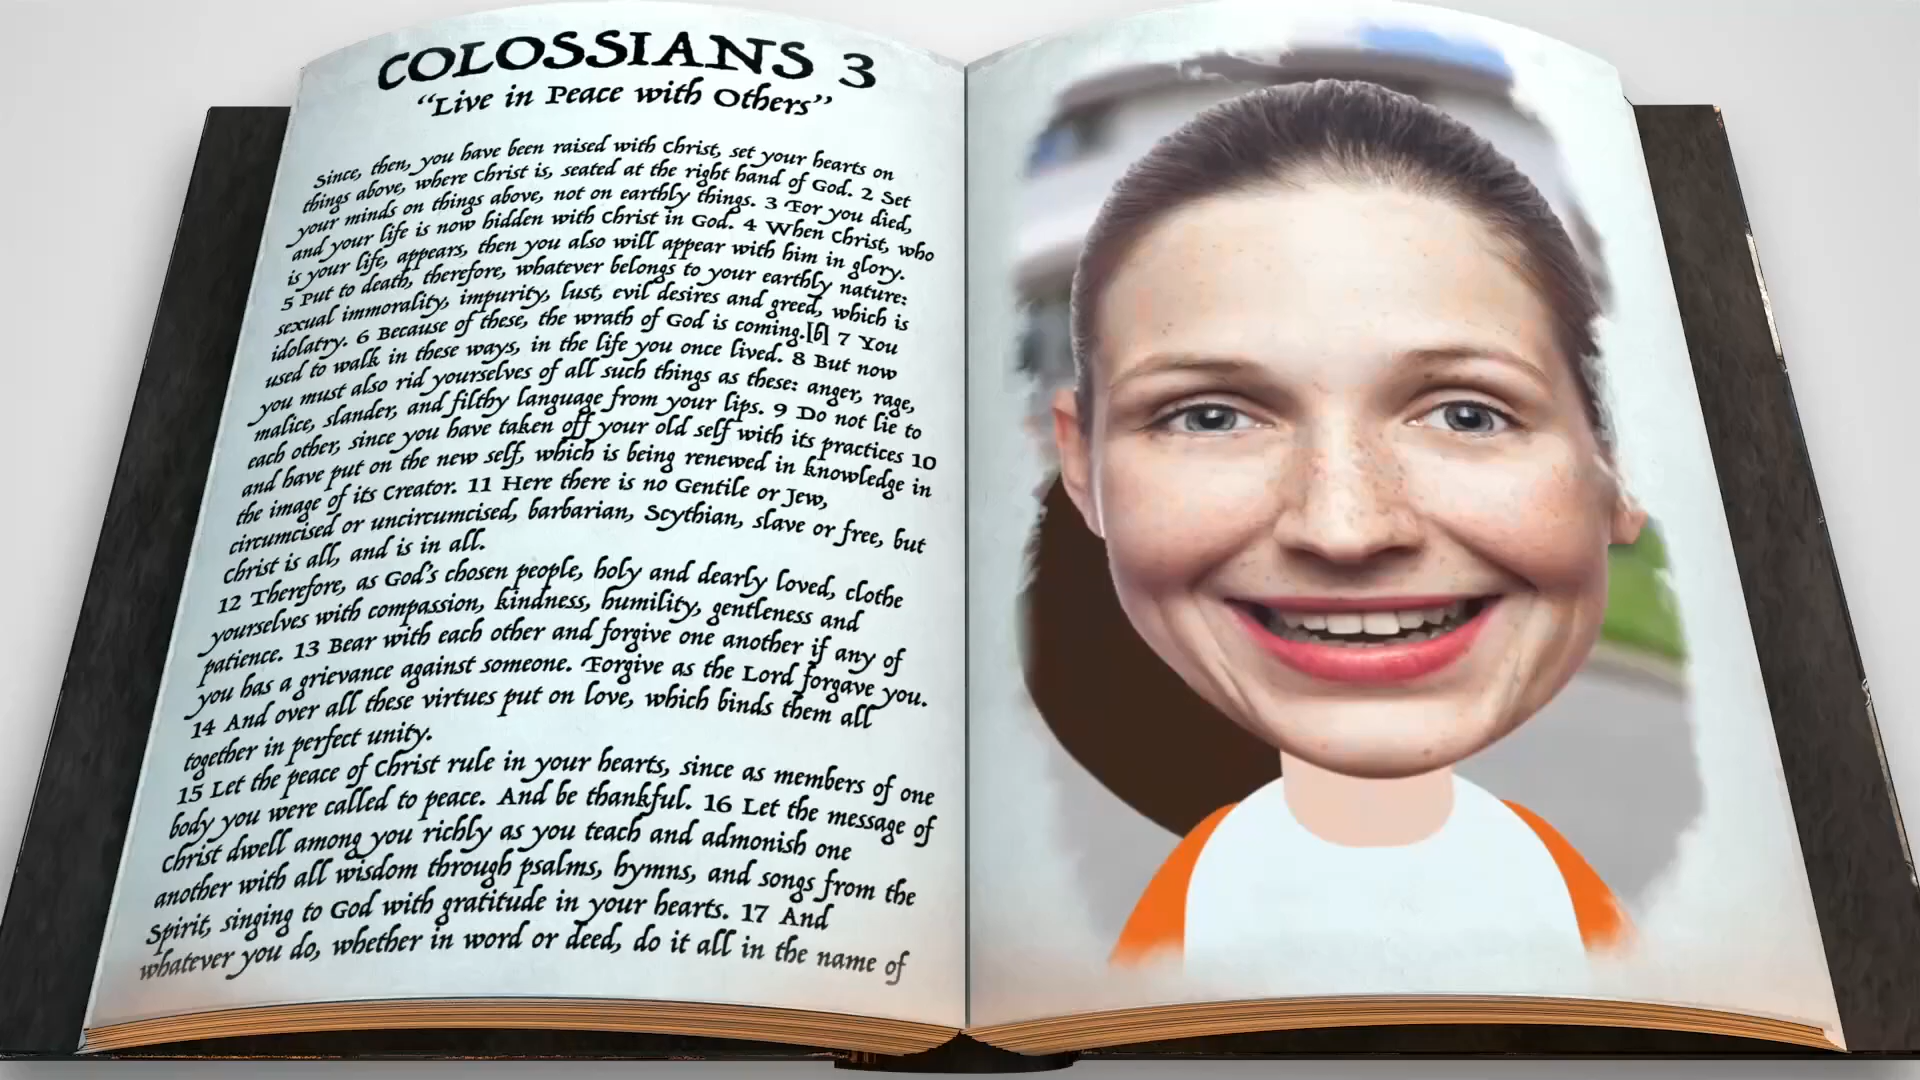 COLOSSIANS 3
“Live in Peace with Others”
Since, then, you have been raised with Christ, set your hearts on
things above, where Christ is, seated at the right hand of God. 2 Set
your minds on things above, not on earthly things. 3 For you died,
and your life is now hidden with Christ in God. 4 When Christ, who
is your life, appears, then you also will appear with him in glory.
5 Put to death, therefore, whatever belongs to your earthly nature:
sexual immorality, impurity, lust, evil desires and greed, which is
idolatry. 6 Because of these, the wrath of God is coming.[b] 7 You
used to walk in these ways, in the life you once lived. 8 But now
you must also rid yourselves of all such things as these: anger, rage,
malice, slander, and filthy language from your lips. 9 Do not lie to
each other, since you have taken off your old self with its practices 10
and have put on the new self, which is being renewed in knowledge in
the image of its Creator. 11 Here there is no Gentile or Jew,
circumcised or uncircumcised, barbarian, Scythian, slave or free, but
Christ is all, and is in all.
12 Therefore, as God's chosen people, holy and dearly loved, clothe
yourselves with compassion, kindness, humility, gentleness and
patience. 13 Bear with each other and forgive one another if any of
you has a grievance against someone. Forgive as the Lord forgave you.
14 And over all these virtues put on love, which binds them all
together in perfect unity.
15 Let the peace of Christ rule in your hearts, since as members of one
body you were called to peace. And be thankful. 16 Let the message of
Christ dwell among you richly as you teach and admonish one
another with all wisdom through psalms, hymns, and songs from the
Spirit, singing to God with gratitude in your hearts. 17 And
whatever you do, whether in word or deed, do it all in the name of